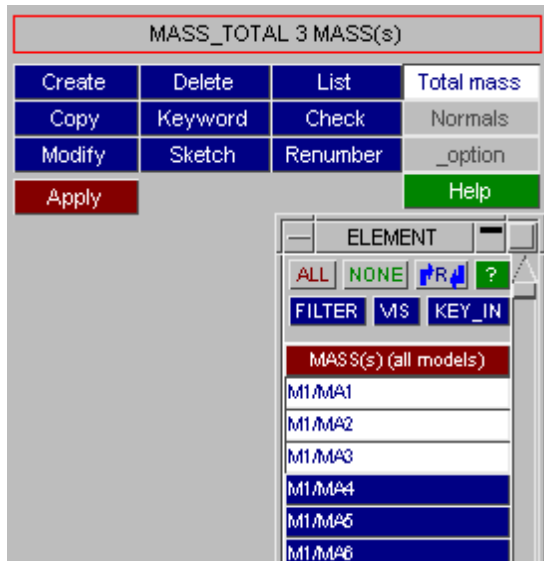 MASS_TOTAL 3 MASS(s)
Create Delete List Total mass
Copy Keyword Check Normals
Modify Sketch Renumber _option
Apply Help
ELEMENT
ALL NONE R ?
FILTER VIS KEY_IN
MASS(s) (all models)
M1/MA1
M1/MA2
M1/MA3
M1/MA4
M1/MA5
M1/MA6